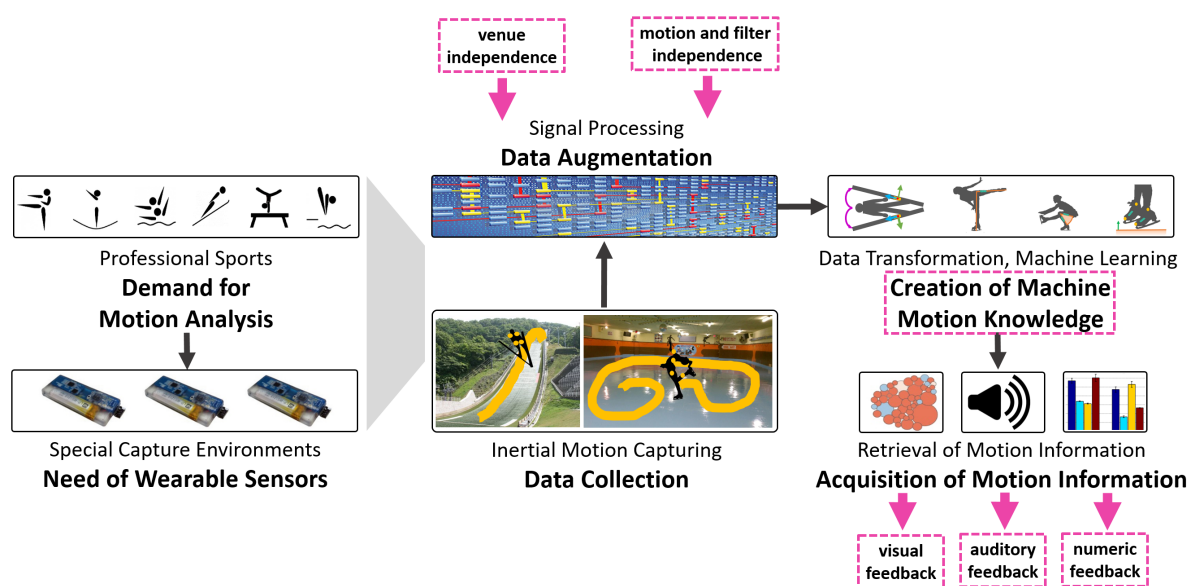 venue
independence
motion and filter
independence
Signal Processing
Data Augmentation
Professional Sports
Demand for
Motion Analysis
Special Capture Environments
Need of Wearable Sensors
Inertial Motion Capturing
Data Collection
Data Transformation, Machine Learning
Creation of Machine
Motion Knowledge
Retrieval of Motion Information
Acquisition of Motion Information
visual
feedback
auditory
feedback
numeric
feedback